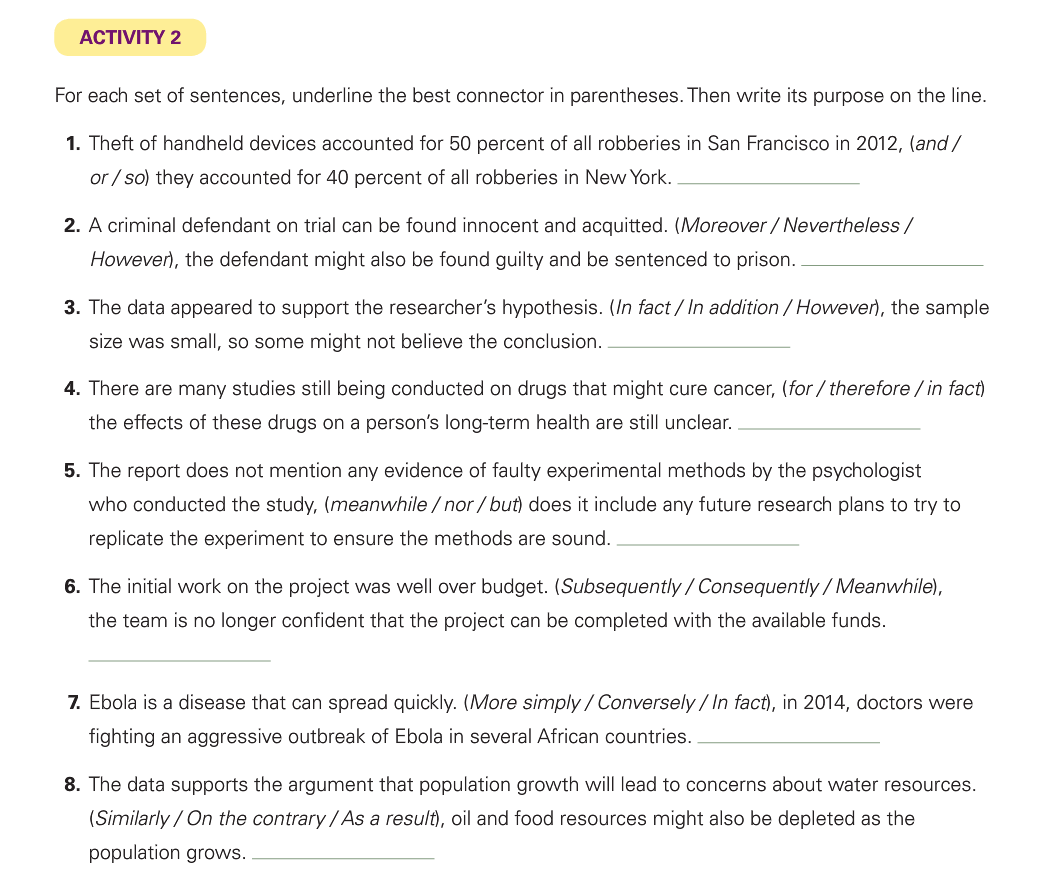 ACTIVITY 2
For each set of sentences, underline the best connector in parentheses. Then write its purpose on the line.
1. Theft of handheld devices accounted for 50 percent of all robberies in San Francisco in 2012, (and /
or / so) they accounted for 40 percent of all robberies in New York.
2. A criminal defendant on trial can be found innocent and acquitted. (Moreover / Nevertheless /
However), the defendant might also be found guilty and be sentenced to prison.
3. The data appeared to support the researcher’s hypothesis. (In fact / In addition / However), the sample
size was small, so some might not believe the conclusion.
4. There are many studies still being conducted on drugs that might cure cancer, (for / therefore / in fact)
the effects of these drugs on a person’s long-term health are still unclear.
5. The report does not mention any evidence of faulty experimental methods by the psychologist
who conducted the study, (meanwhile / nor / but) does it include any future research plans to try to
replicate the experiment to ensure the methods are sound.
6. The initial work on the project was well over budget. (Subsequently / Consequently / Meanwhile),
the team is no longer confident that the project can be completed with the available funds.
7. Ebola is a disease that can spread quickly. (More simply / Conversely / In fact), in 2014, doctors were
fighting an aggressive outbreak of Ebola in several African countries.
8. The data supports the argument that population growth will lead to concerns about water resources.
(Similarly / On the contrary / As a result), oil and food resources might also be depleted as the
population grows.